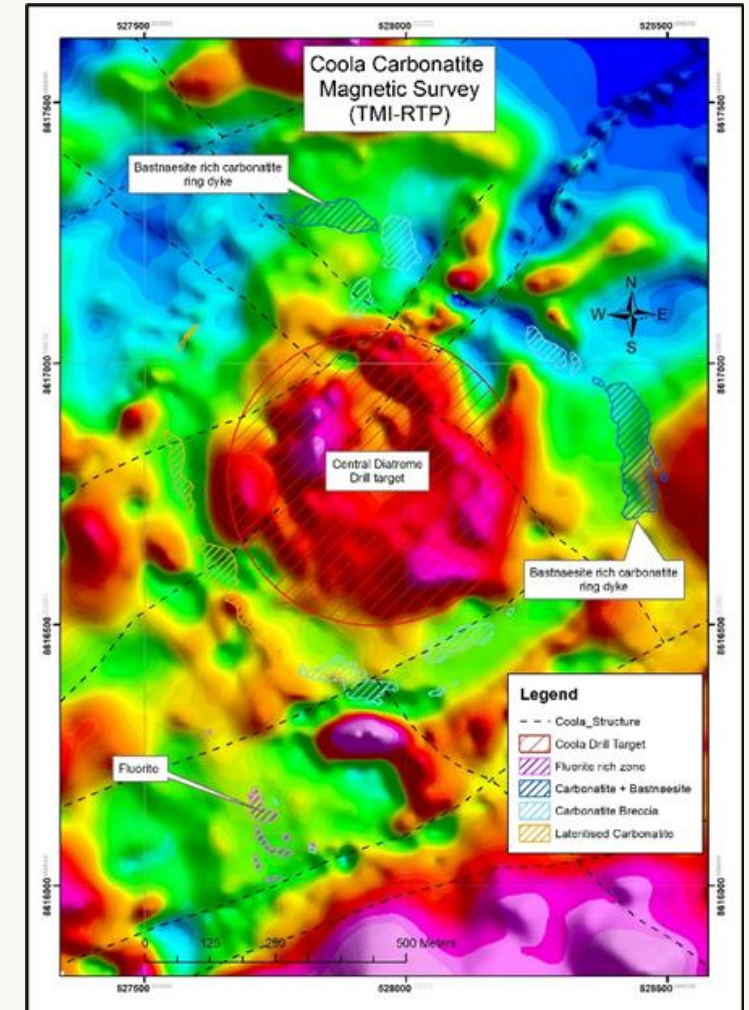 527500
528000
528500
Coola Carbonatite
Magnetic Survey
(TMI-RTP)
8617500
8617500
Bastnaesite rich carbonatite
ring dyke
N
W
E
S
8617000
8617000
Central Diatreme
Drill target
Bastnaesite rich carbonatite
ring dyke
8616500
8616500
Legend
Coola_Structure
Coola Drill Target
Fluorite rich zone
Carbonatite + Bastnaesite
Carbonatite Breccia
Lateritised Carbonatite
Fluorite
8616000
8616000
0 125 250 500 Meters
527500
528000
528500